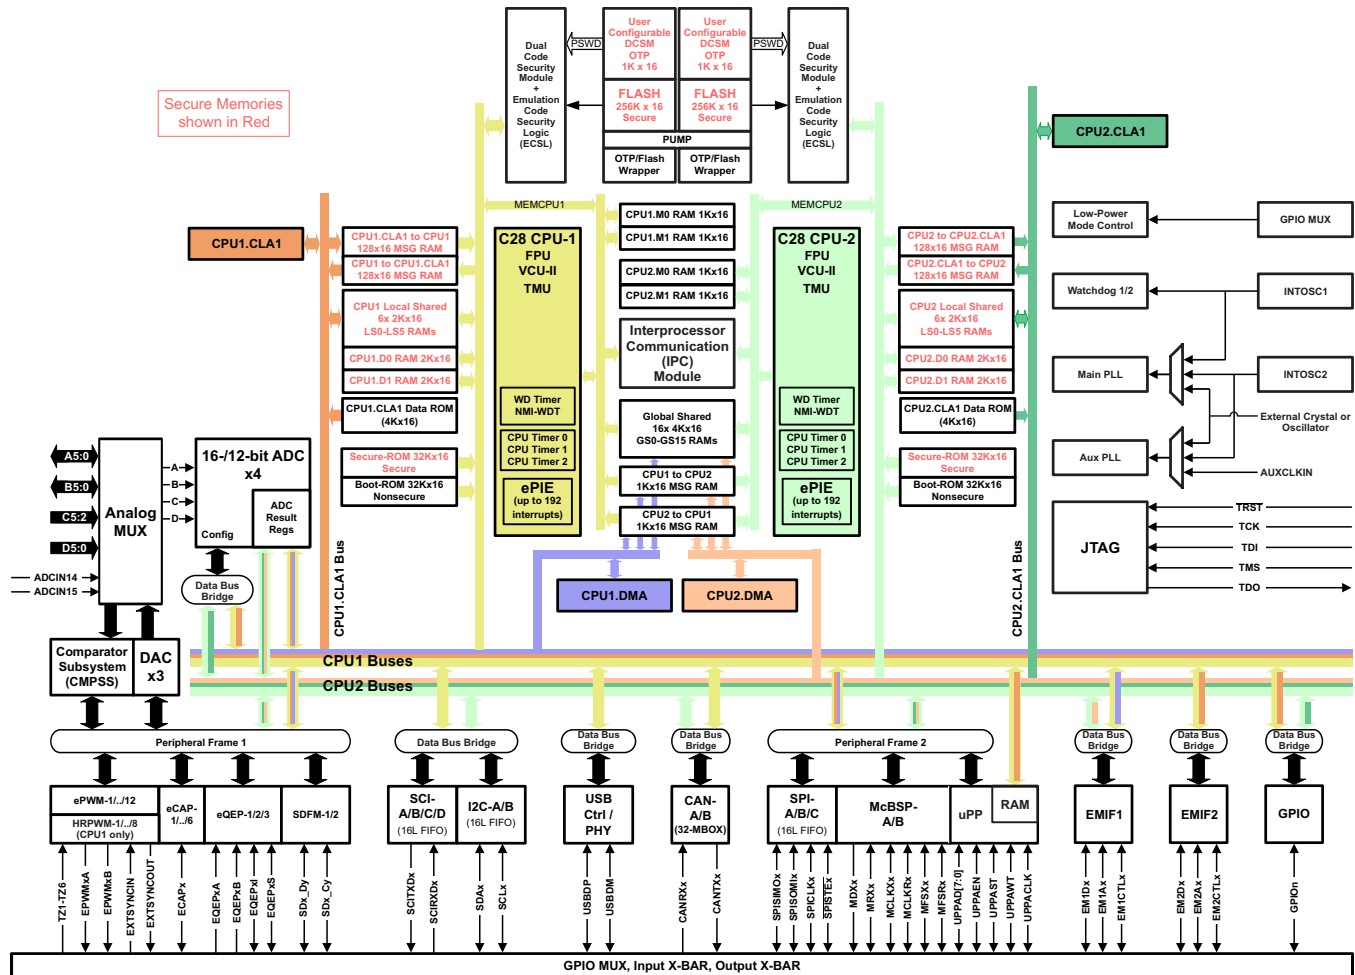 Secure Memories
shown in Red
Dual
Code
Security
Module
+
Emulation
Code
Security
Logic
(ECSL)
PSWD
User
Configurable
DCSM
OTP
1K x 16
FLASH
256K x 16
Secure
User
Configurable
DCSM
OTP
1K x 16
FLASH
256K x 16
Secure
PUMP
OTP/Flash
Wrapper
OTP/Flash
Wrapper
PSWD
Dual
Code
Security
Module
+
Emulation
Code
Security
Logic
(ECSL)
CPU2.CLA1
MEMCPU1
MEMCPU2
CPU1.CLA1
CPU1.CLA1 to CPU1
128x16 MSG RAM
CPU1 to CPU1.CLA1
128x16 MSG RAM
CPU1 Local Shared
6x 2Kx16
LS0-LS5 RAMs
CPU1.D0 RAM 2Kx16
CPU1.D1 RAM 2Kx16
CPU1.CLA1 Data ROM
(4Kx16)
Secure-ROM 32Kx16
Secure
Boot-ROM 32Kx16
Nonsecure
C28 CPU-1
FPU
VCU-II
TMU
WD Timer
NMI-WDT
CPU Timer 0
CPU Timer 1
CPU Timer 2
ePIE
(up to 192
interrupts)
CPU1.M0 RAM 1Kx16
CPU1.M1 RAM 1Kx16
CPU2.M0 RAM 1Kx16
CPU2.M1 RAM 1Kx16
Interprocessor
Communication
(IPC)
Module
Global Shared
16x 4Kx16
GS0-GS15 RAMs
CPU1 to CPU2
1Kx16 MSG RAM
CPU2 to CPU1
1Kx16 MSG RAM
C28 CPU-2
FPU
VCU-II
TMU
WD Timer
NMI-WDT
CPU Timer 0
CPU Timer 1
CPU Timer 2
ePIE
(up to 192
interrupts)
CPU2 to CPU2.CLA1
128x16 MSG RAM
CPU2.CLA1 to CPU2
128x16 MSG RAM
CPU2 Local Shared
6x 2Kx16
LS0-LS5 RAMs
CPU2.D0 RAM 2Kx16
CPU2.D1 RAM 2Kx16
CPU2.CLA1 Data ROM
(4Kx16)
Secure-ROM 32Kx16
Secure
Boot-ROM 32Kx16
Nonsecure
Low-Power
Mode Control
GPIO MUX
Watchdog 1/2
INTOSC1
Main PLL
INTOSC2
External Crystal or
Oscillator
Aux PLL
AUXCLKIN
JTAG
TRST
TCK
TDI
TMS
TDO
A5:0
B5:0
C5:2
D5:0
ADCIN14
ADCIN15
Analog
MUX
A
B
C
D
16-/12-bit ADC
x4
ADC
Result
Regs
Config
Data Bus
Bridge
CPU1.CLA1 Bus
CPU2.CLA1 Bus
CPU1.DMA
CPU2.DMA
Comparator
Subsystem
(CMPSS)
DAC
x3
CPU1 Buses
CPU2 Buses
Peripheral Frame 1
Data Bus Bridge
Data Bus
Bridge
Data Bus
Bridge
Peripheral Frame 2
Data Bus
Bridge
Data Bus
Bridge
Data Bus
Bridge
ePWM-1/../12
HRPWM-1/../8
(CPU1 only)
eCAP-
1/../6
eQEP-1/2/3
SDFM-1/2
SCI-
A/B/C/D
(16L FIFO)
I2C-A/B
(16L FIFO)
USB
Ctrl /
PHY
CAN-
A/B
(32-MBOX)
SPI-
A/B/C
(16L FIFO)
McBSP-
A/B
uPP
RAM
EMIF1
EMIF2
GPIO
TZ1-TZ6
EPWMxA
EPWMxB
EXTSYNCIN
EXTSYNCOUT
ECAPx
EQEPxA
EQEPxB
EQEPxI
EQEPxS
SDx_Dy
SDx_Cy
SCITXDx
SCIRXDx
SDAx
SCLx
USBDP
USBDM
CANRXx
CANTXx
SPISIMOx
SPISOMIx
SPICLKx
SPISTEx
MDXx
MRXx
MCLKXx
MCLKRx
MFSXx
MFSRx
UPPAD[7:0]
UPPAEN
UPPAST
UPPAWT
UPPACLK
EM1Dx
EM1Ax
EM1CTLx
EM2Dx
EM2Ax
EM2CTLx
GPIOn
GPIO MUX, Input X-BAR, Output X-BAR